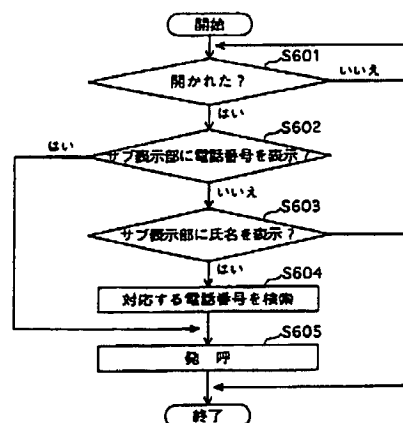 開始
S601
開かれた？
いいえ
はい
S602
はい
サブ表示部に電話番号を表示？
いいえ
S603
サブ表示部に氏名を表示？
はい
S604
対応する電話番号を検索
S605
発 呼
終了